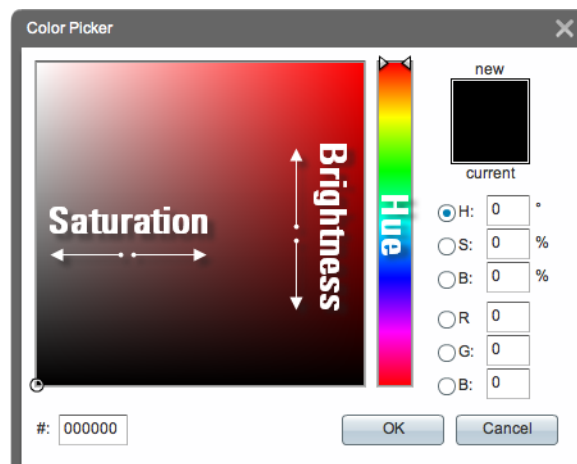 Color Picker
new
current
Saturation
Brightness
Hue
H: 0 °
S: 0 %
B: 0 %
R 0
G: 0
B: 0
#: 000000
OK
Cancel